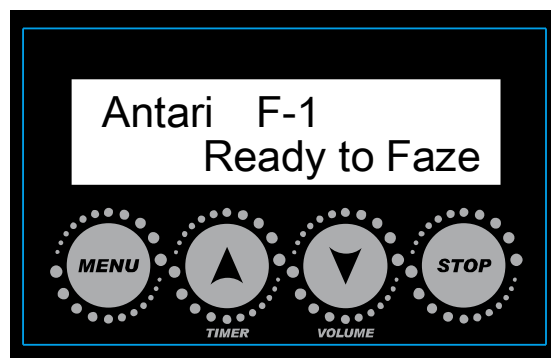 Antari F-1
Ready to Faze
MENU
STOP
TIMER
VOLUME